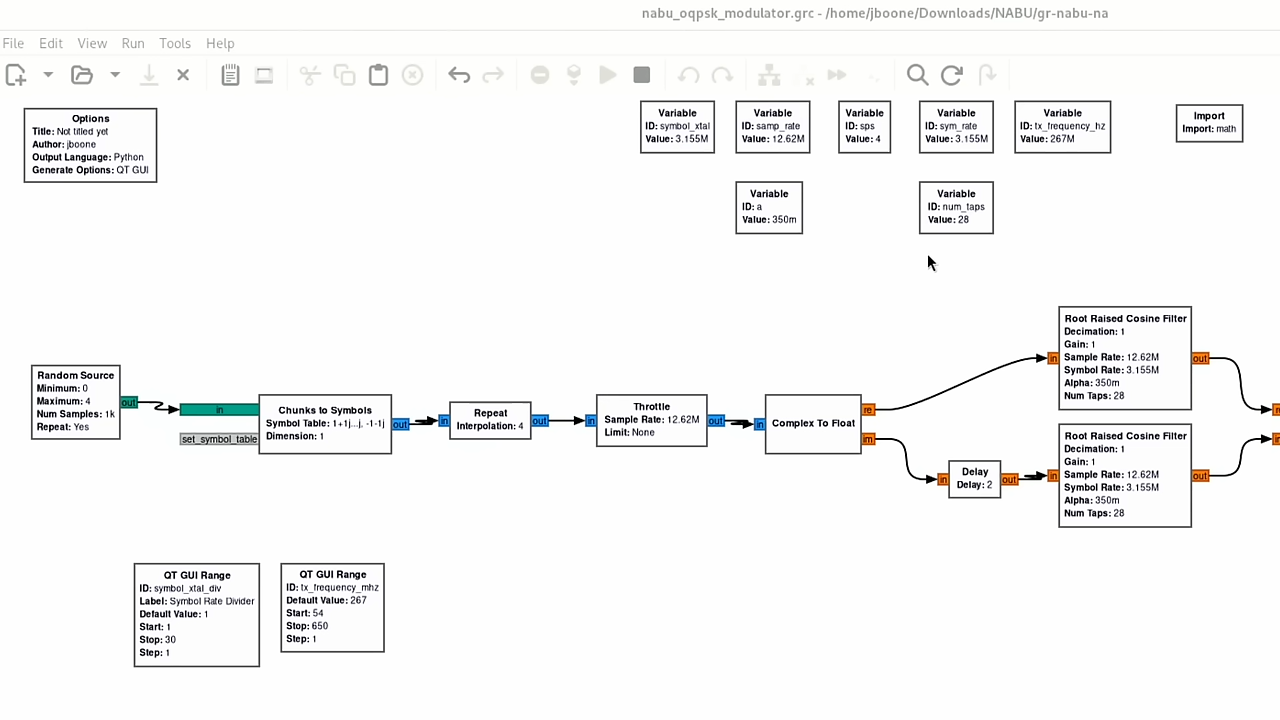 nabu_oqpsk_modulator.grc - /home/jboone/Downloads/NABU/gr-nabu-na
File Edit View Run Tools Help
Options
Title: Not titled yet
Author: jboone
Output Language: Python
Generate Options: QT GUI
Variable
ID: symbol_xtal
Value: 3.155M
Variable
ID: samp_rate
Value: 12.62M
Variable
ID: sps
Value: 4
Variable
ID: sym_rate
Value: 3.155M
Variable
ID: tx_frequency_hz
Value: 267M
Import
Import: math
Variable
ID: a
Value: 350m
Variable
ID: num_taps
Value: 28
Random Source
Minimum: 0
Maximum: 4
Num Samples: 1k
Repeat: Yes
out
in
set_symbol_table
Chunks to Symbols
Symbol Table: 1+1j...j, -1-1j
Dimension: 1
out
in
Repeat
Interpolation: 4
out
in
Throttle
Sample Rate: 12.62M
Limit: None
out
in
Complex To Float
re
im
in
Delay
Delay: 2
out
in
Root Raised Cosine Filter
Decimation: 1
Gain: 1
Sample Rate: 12.62M
Symbol Rate: 3.155M
Alpha: 350m
Num Taps: 28
out
in
Root Raised Cosine Filter
Decimation: 1
Gain: 1
Sample Rate: 12.62M
Symbol Rate: 3.155M
Alpha: 350m
Num Taps: 28
out
QT GUI Range
ID: symbol_xtal_div
Label: Symbol Rate Divider
Default Value: 1
Start: 1
Stop: 30
Step: 1
QT GUI Range
ID: tx_frequency_mhz
Default Value: 267
Start: 54
Stop: 650
Step: 1